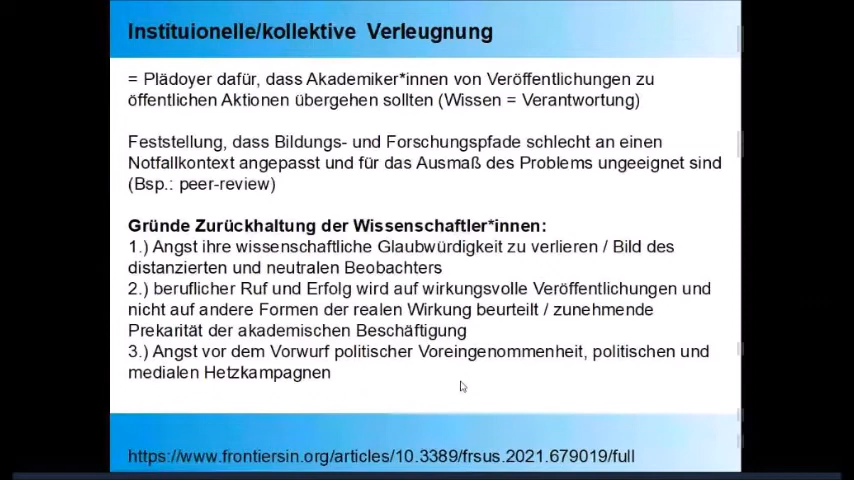 Instituionelle/kollektive Verleugnung
= Plädoyer dafür, dass Akademiker*innen von Veröffentlichungen zu
öffentlichen Aktionen übergehen sollten (Wissen = Verantwortung)
Feststellung, dass Bildungs- und Forschungspfade schlecht an einen
Notfallkontext angepasst und für das Ausmaß des Problems ungeeignet sind
(Bsp.: peer-review)
Gründe Zurückhaltung der Wissenschaftler*innen:
1.) Angst ihre wissenschaftliche Glaubwürdigkeit zu verlieren / Bild des
distanzierten und neutralen Beobachters
2.) beruflicher Ruf und Erfolg wird auf wirkungsvolle Veröffentlichungen und
nicht auf andere Formen der realen Wirkung beurteilt / zunehmende
Prekarität der akademischen Beschäftigung
3.) Angst vor dem Vorwurf politischer Voreingenommenheit, politischen und
medialen Hetzkampagnen
https://www.frontiersin.org/articles/10.3389/frsus.2021.679019/full